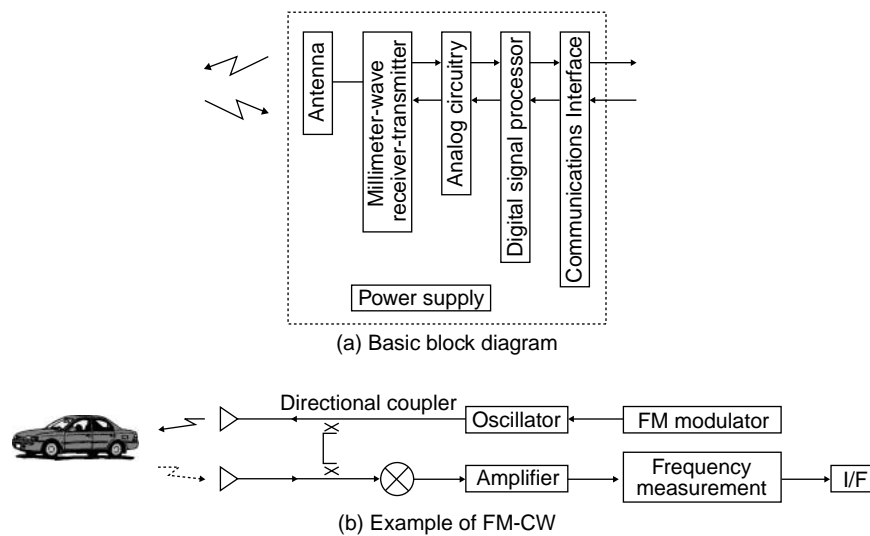 Antenna
Millimeter-wave
receiver-transmitter
Analog circuitry
Digital signal processor
Communications Interface
Power supply
(a) Basic block diagram
Directional coupler
Oscillator
FM modulator
Amplifier
Frequency
measurement
I/F
(b) Example of FM-CW